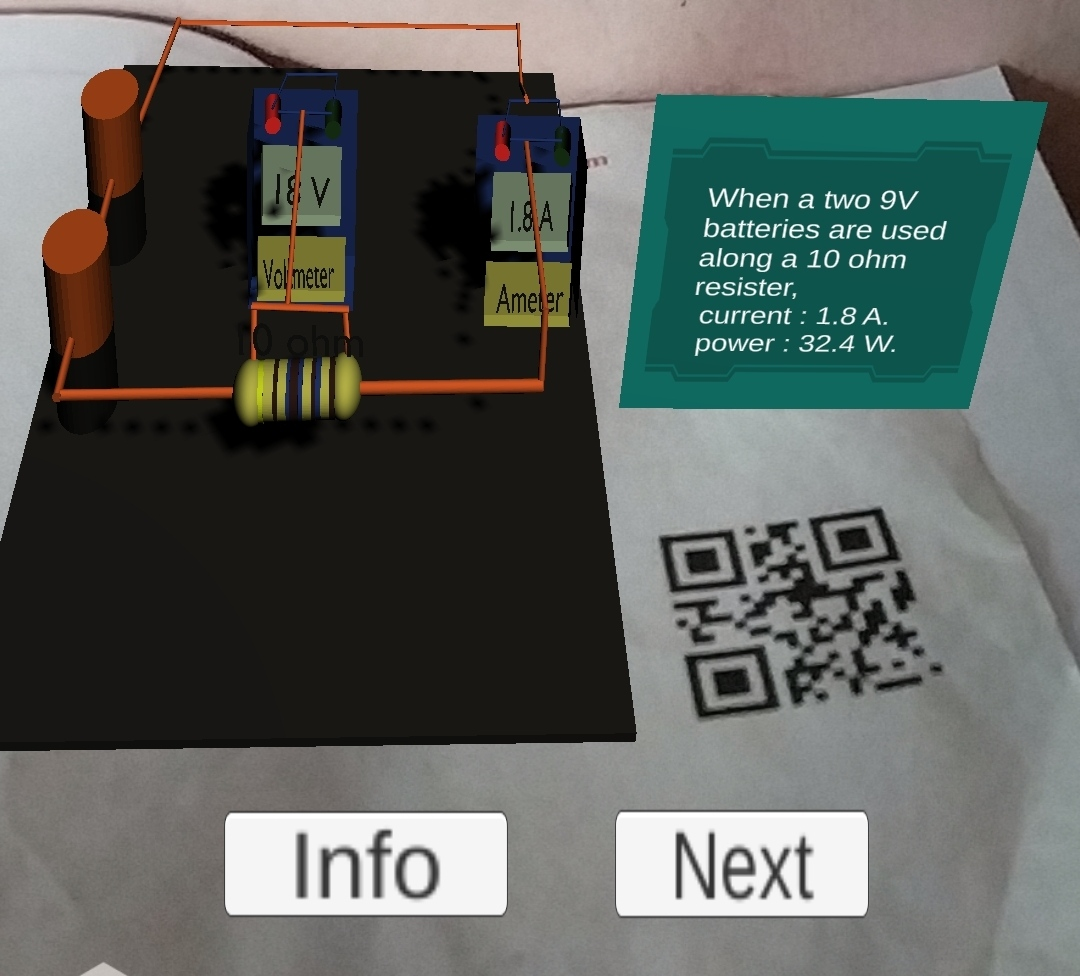 18 V
Voltmeter
1.8 A
Ameter
10 ohm
When a two 9V
batteries are used
along a 10 ohm
resister,
current : 1.8 A.
power : 32.4 W.
Info
Next